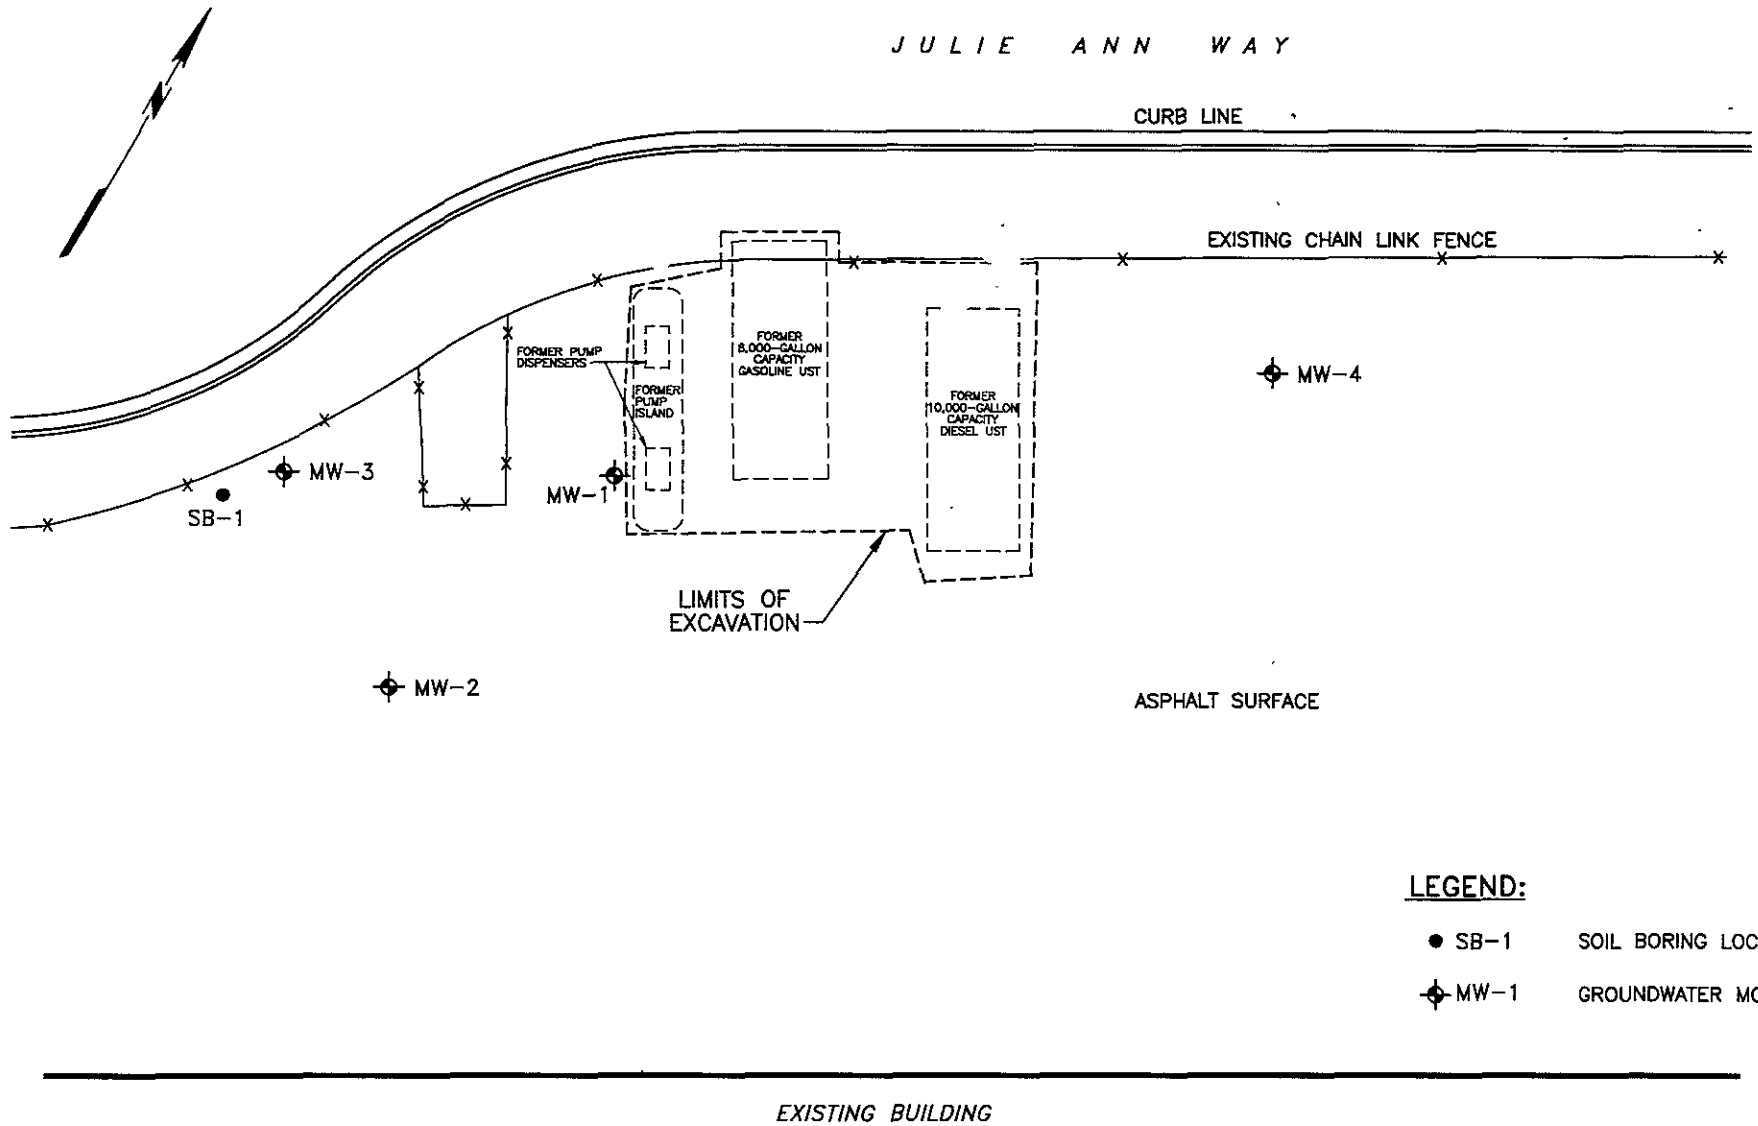 JULIE ANN WAY
CURB LINE
EXISTING CHAIN LINK FENCE
N
FORMER PUMP
DISPENSERS
FORMER
PUMP
ISLAND
FORMER
8,000-GALLON
CAPACITY
GASOLINE UST
FORMER
10,000-GALLON
CAPACITY
DIESEL UST
MW-4
MW-3
MW-1
SB-1
LIMITS OF
EXCAVATION
MW-2
ASPHALT SURFACE
LEGEND:
SB-1 SOIL BORING LOC
MW-1 GROUNDWATER MO
EXISTING BUILDING